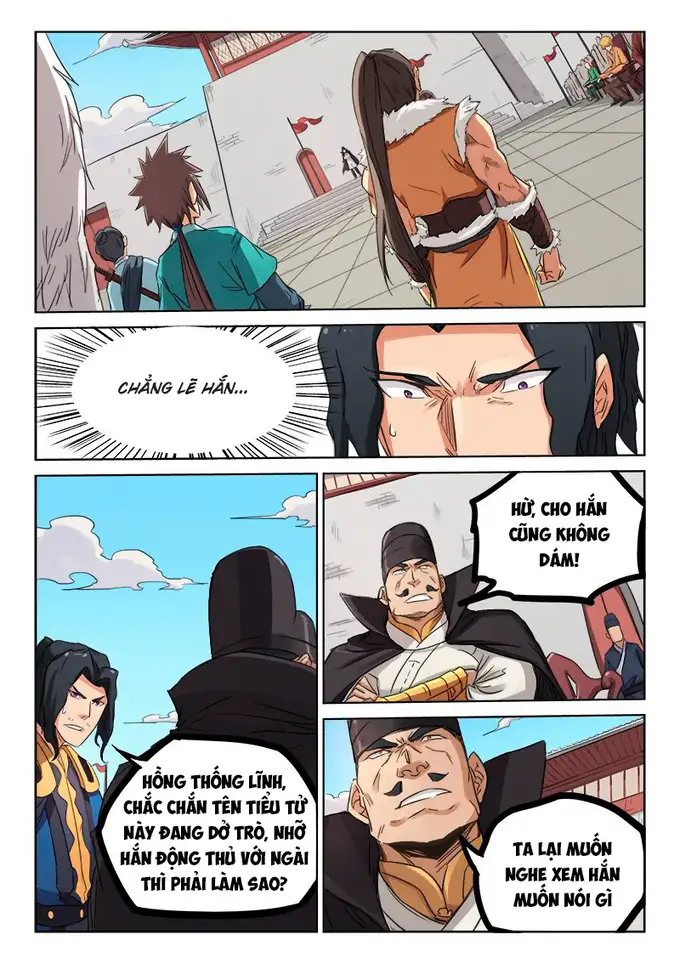 CHẲNG LẼ HẮN...
HỪ, CHO HẮN
CŨNG KHÔNG
DÁM!
HỒNG THỐNG LĨNH,
CHẮC CHẮN TÊN TIỂU TỬ
NÀY ĐANG DỞ TRÒ, NHỠ
HẮN ĐỘNG THỦ VỚI NGÀI
THÌ PHẢI LÀM SAO?
TA LẠI MUỐN
NGHE XEM HẮN
MUỐN NÓI GÌ